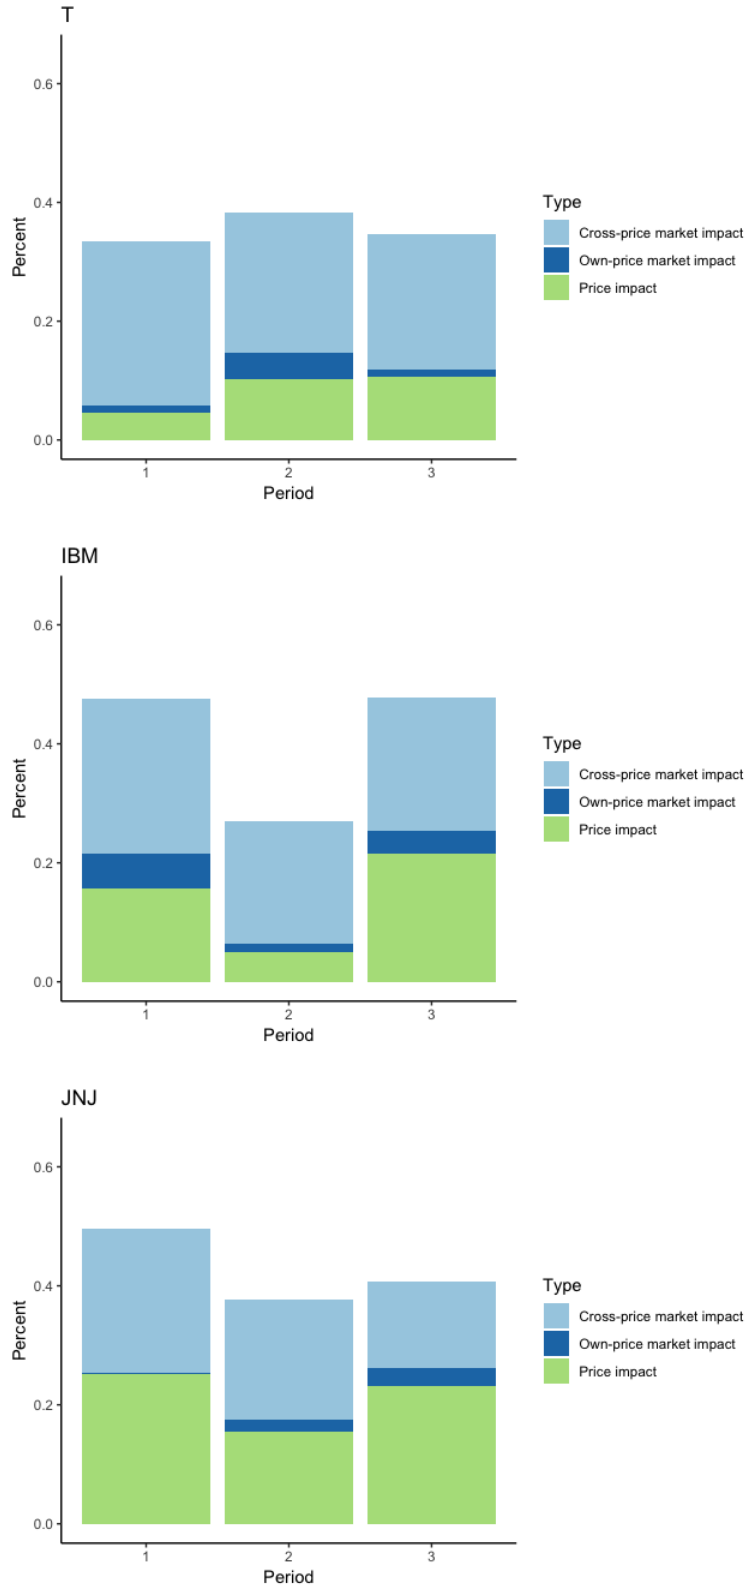 T
0.6
0.4
0.2
0.0
Percent
1 2 3
Period
Type
Cross-price market impact
Own-price market impact
Price impact
IBM
0.6
0.4
0.2
0.0
Percent
1 2 3
Period
Type
Cross-price market impact
Own-price market impact
Price impact
JNJ
0.6
0.4
0.2
0.0
Percent
1 2 3
Period
Type
Cross-price market impact
Own-price market impact
Price impact